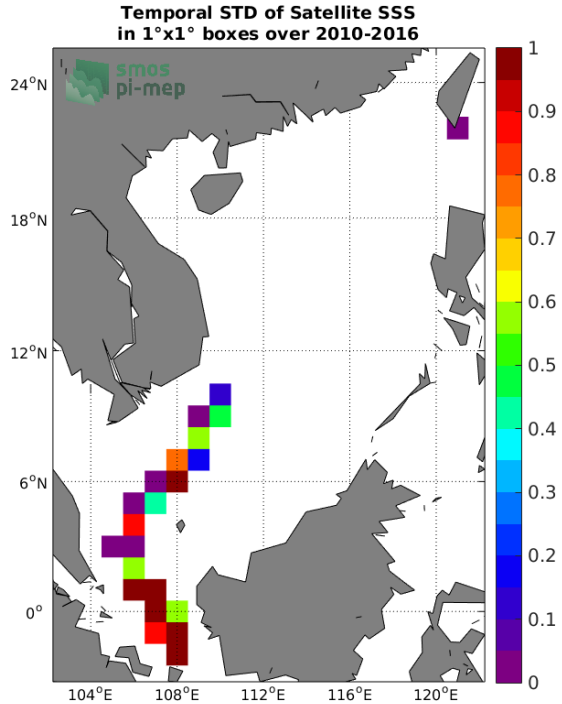 Temporal STD of Satellite SSS
in 1°x1° boxes over 2010-2016
smos
pi-mep
24°N
18°N
12°N
6°N
0°
104°E 108°E 112°E 116°E 120°E
1
0.9
0.8
0.7
0.6
0.5
0.4
0.3
0.2
0.1
0